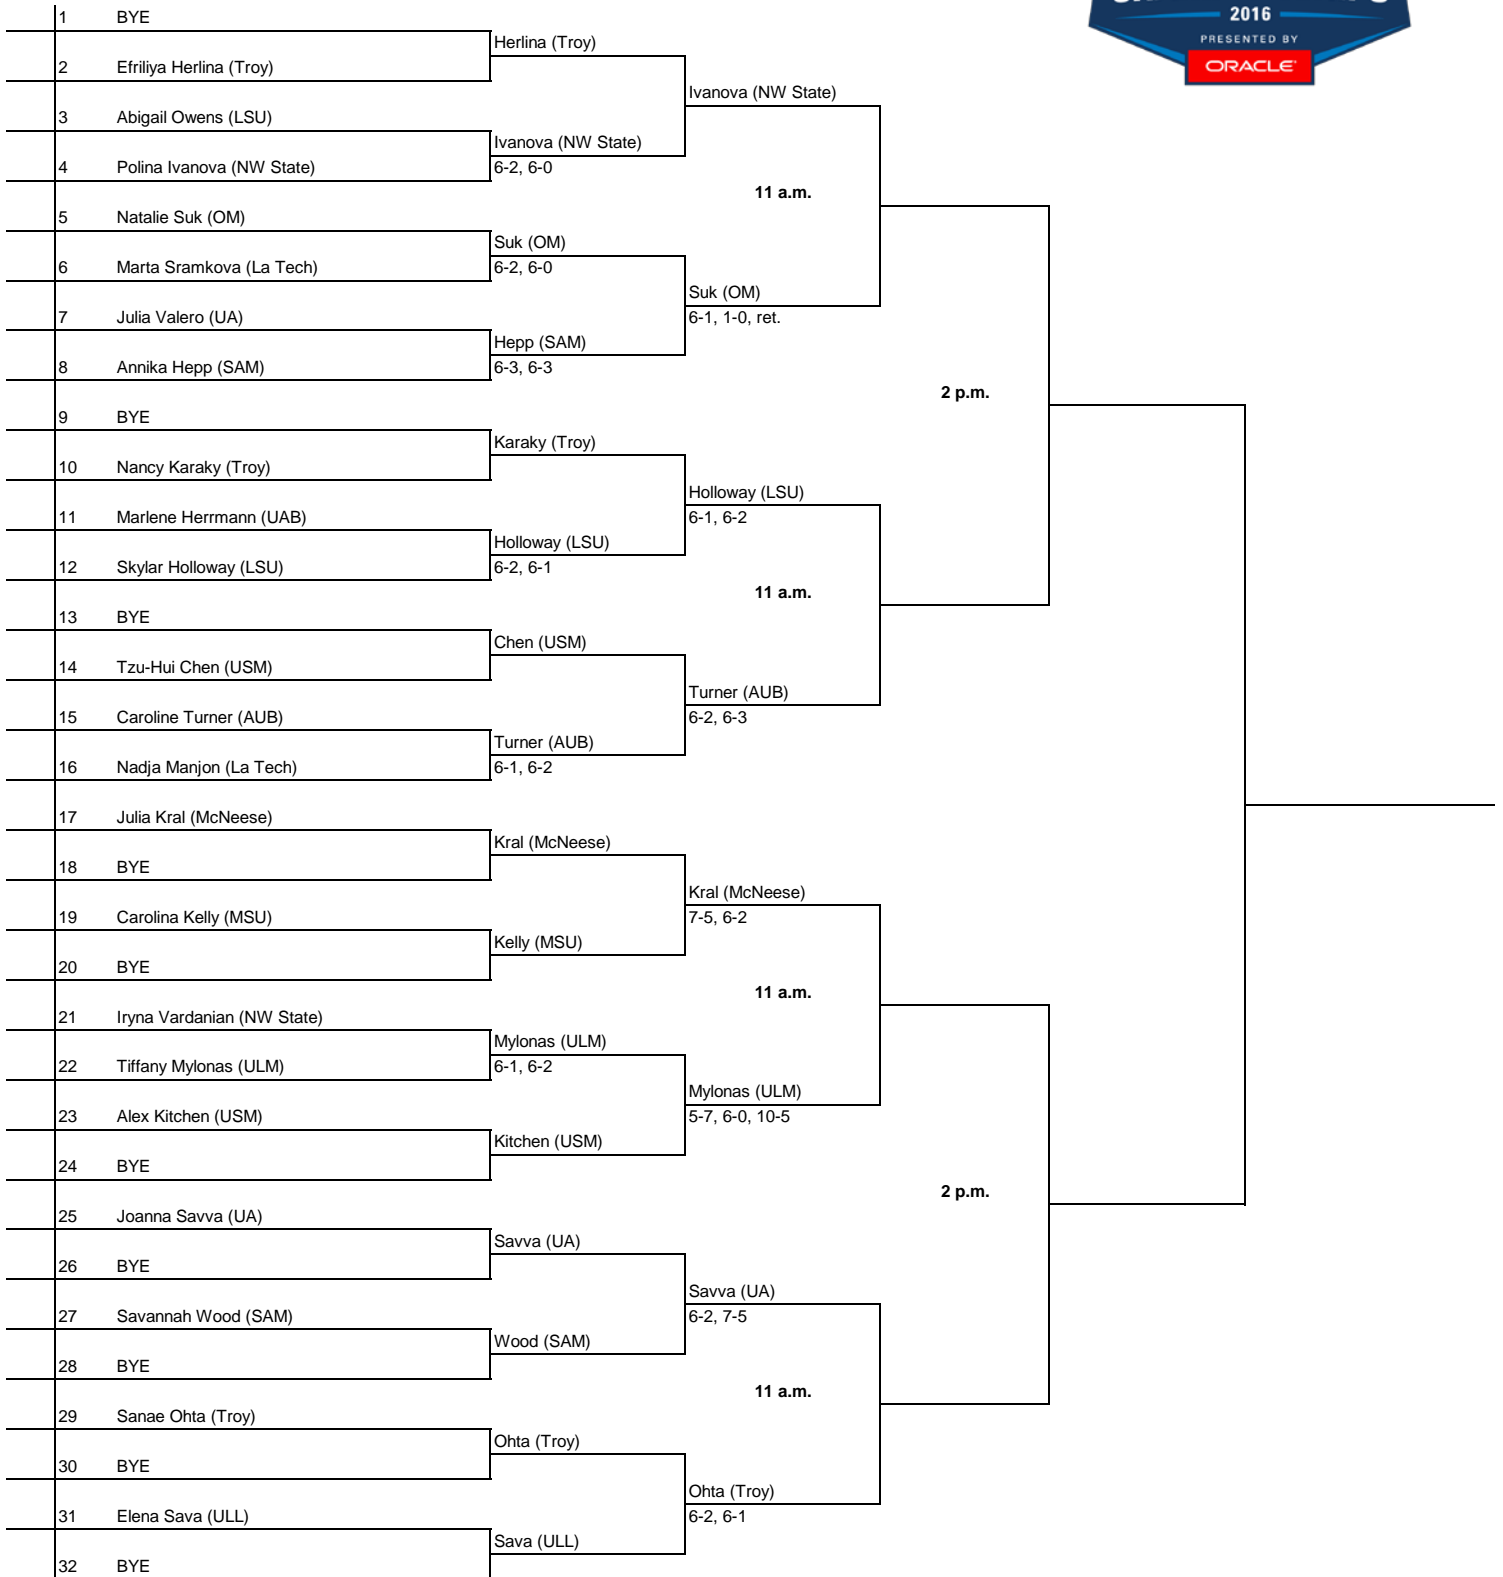 2016
PRESENTED BY
ORACLE
1 BYE
Herlina (Troy)
2 Efriliya Herlina (Troy)
Ivanova (NW State)
3 Abigail Owens (LSU)
Ivanova (NW State)
4 Polina Ivanova (NW State)
6-2, 6-0
11 a.m.
5 Natalie Suk (OM)
Suk (OM)
6 Marta Sramkova (La Tech)
6-2, 6-0
Suk (OM)
7 Julia Valero (UA)
6-1, 1-0, ret.
Hepp (SAM)
8 Annika Hepp (SAM)
6-3, 6-3
2 p.m.
9 BYE
Karaky (Troy)
10 Nancy Karaky (Troy)
Holloway (LSU)
11 Marlene Herrmann (UAB)
6-1, 6-2
Holloway (LSU)
12 Skylar Holloway (LSU)
6-2, 6-1
11 a.m.
13 BYE
Chen (USM)
14 Tzu-Hui Chen (USM)
Turner (AUB)
15 Caroline Turner (AUB)
6-2, 6-3
Turner (AUB)
16 Nadja Manjon (La Tech)
6-1, 6-2
17 Julia Kral (McNeese)
Kral (McNeese)
18 BYE
Kral (McNeese)
19 Carolina Kelly (MSU)
7-5, 6-2
Kelly (MSU)
20 BYE
11 a.m.
21 Iryna Vardanian (NW State)
Mylonas (ULM)
22 Tiffany Mylonas (ULM)
6-1, 6-2
Mylonas (ULM)
23 Alex Kitchen (USM)
5-7, 6-0, 10-5
Kitchen (USM)
24 BYE
2 p.m.
25 Joanna Savva (UA)
Savva (UA)
26 BYE
Savva (UA)
27 Savannah Wood (SAM)
6-2, 7-5
Wood (SAM)
28 BYE
11 a.m.
29 Sanae Ohta (Troy)
Ohta (Troy)
30 BYE
Ohta (Troy)
31 Elena Sava (ULL)
6-2, 6-1
Sava (ULL)
32 BYE